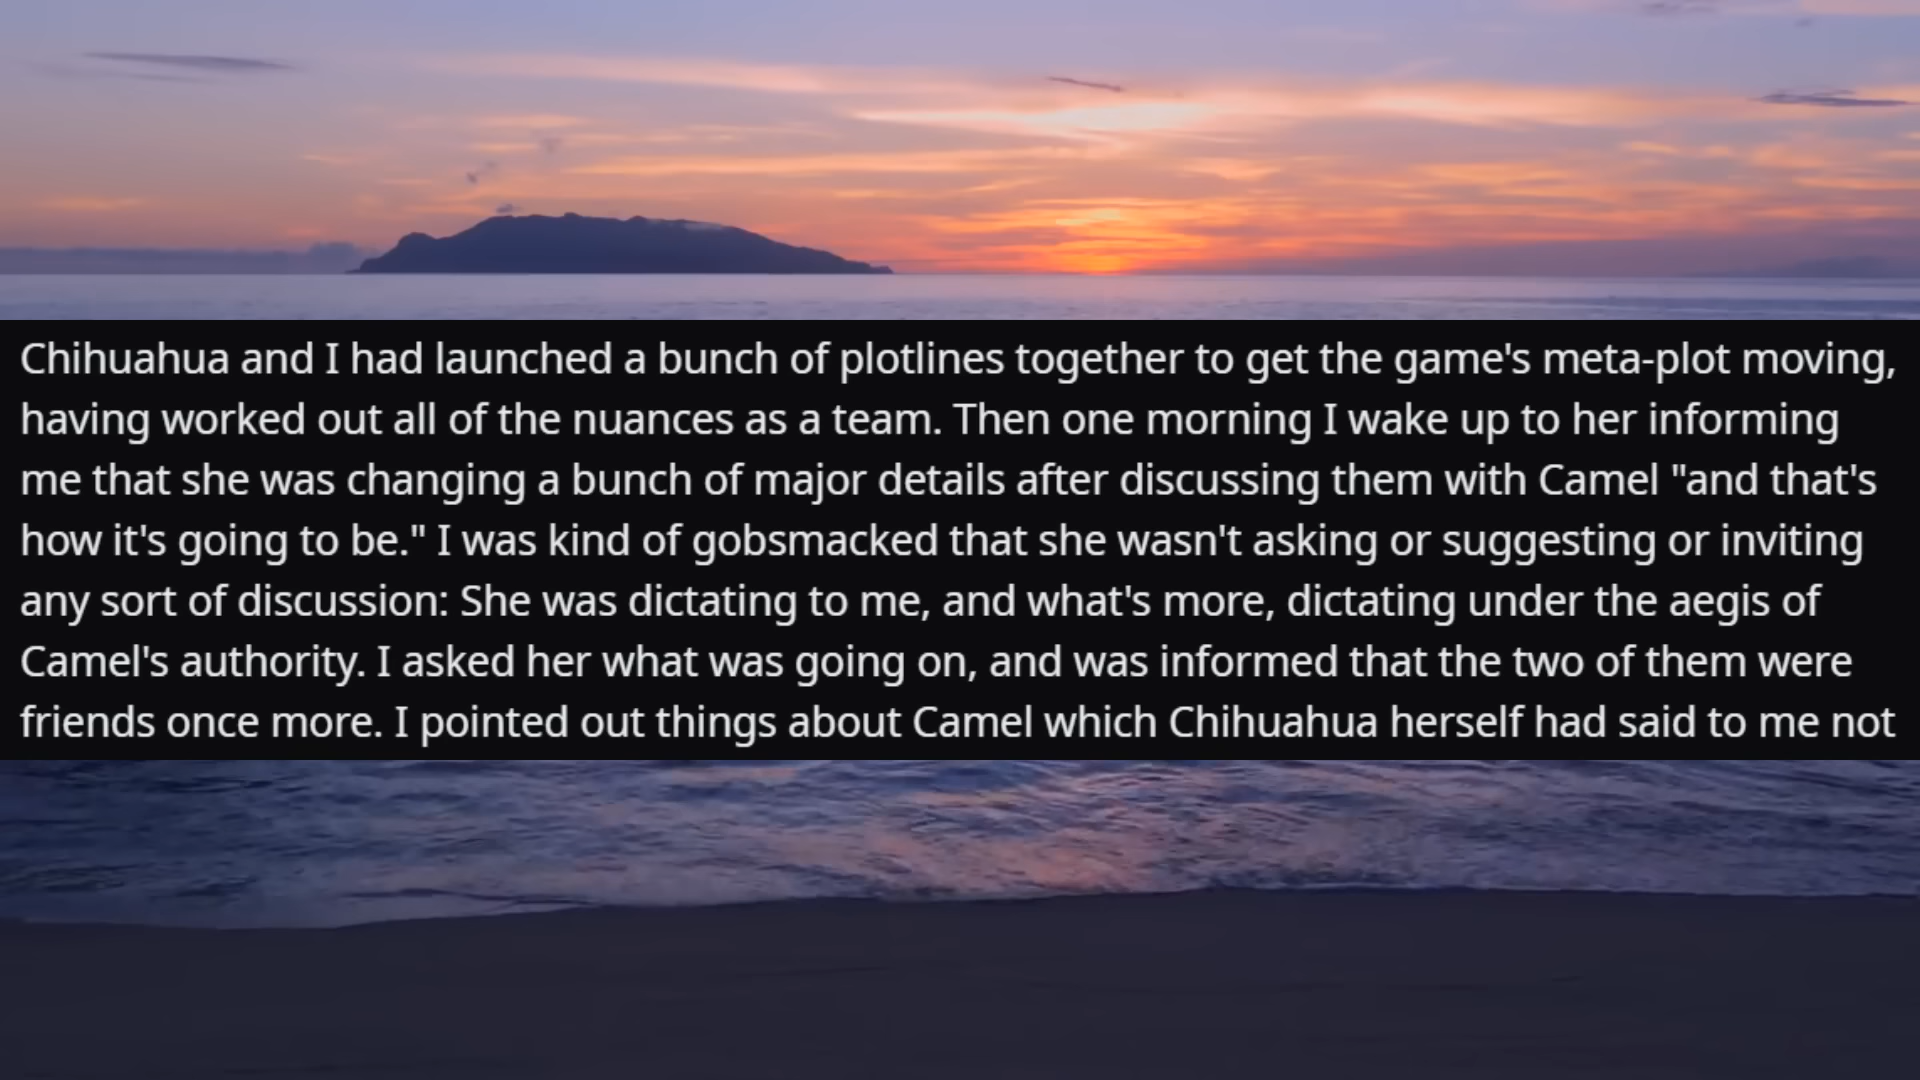 Chihuahua and I had launched a bunch of plotlines together to get the game's meta-plot moving,
having worked out all of the nuances as a team. Then one morning I wake up to her informing
me that she was changing a bunch of major details after discussing them with Camel "and that's
how it's going to be." I was kind of gobsmacked that she wasn't asking or suggesting or inviting
any sort of discussion: She was dictating to me, and what's more, dictating under the aegis of
Camel's authority. I asked her what was going on, and was informed that the two of them were
friends once more. I pointed out things about Camel which Chihuahua herself had said to me not